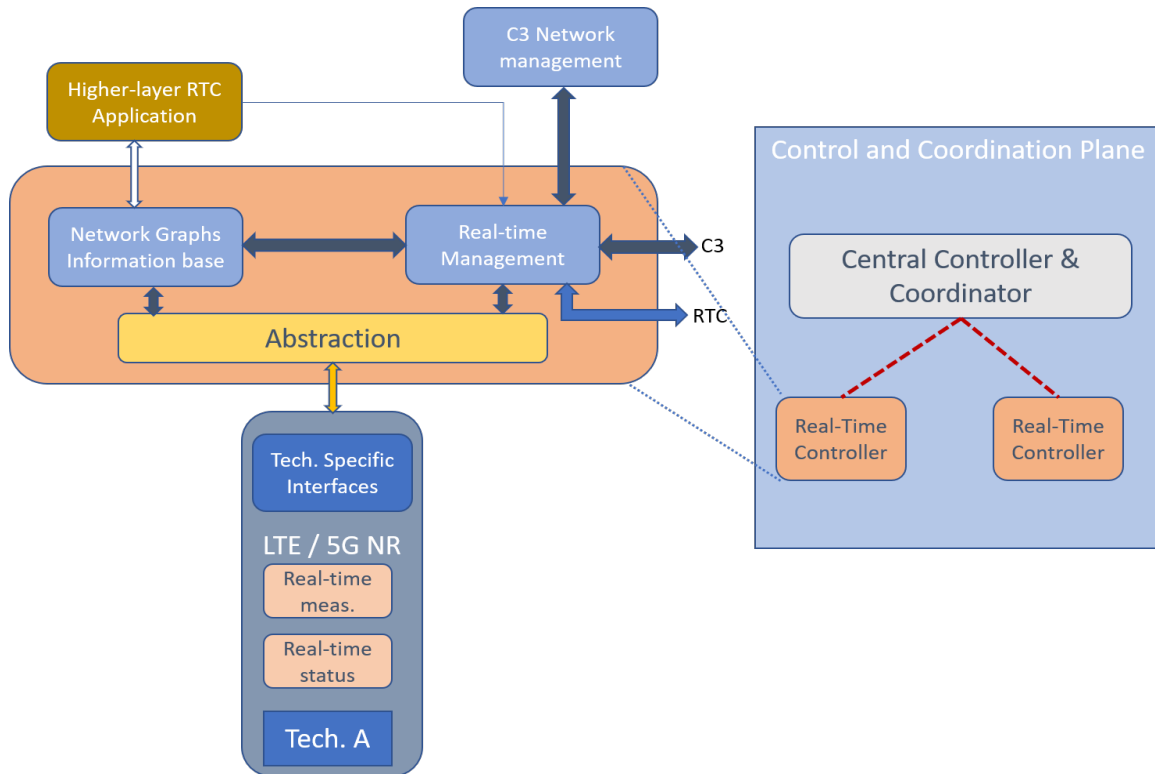 C3 Network
management
Higher-layer RTC
Application
Network Graphs
Information base
Real-time
Management
C3
RTC
Abstraction
Tech. Specific
Interfaces
LTE / 5G NR
Real-time
meas.
Real-time
status
Tech. A
Control and Coordination Plane
Central Controller &
Coordinator
Real-Time
Controller
Real-Time
Controller